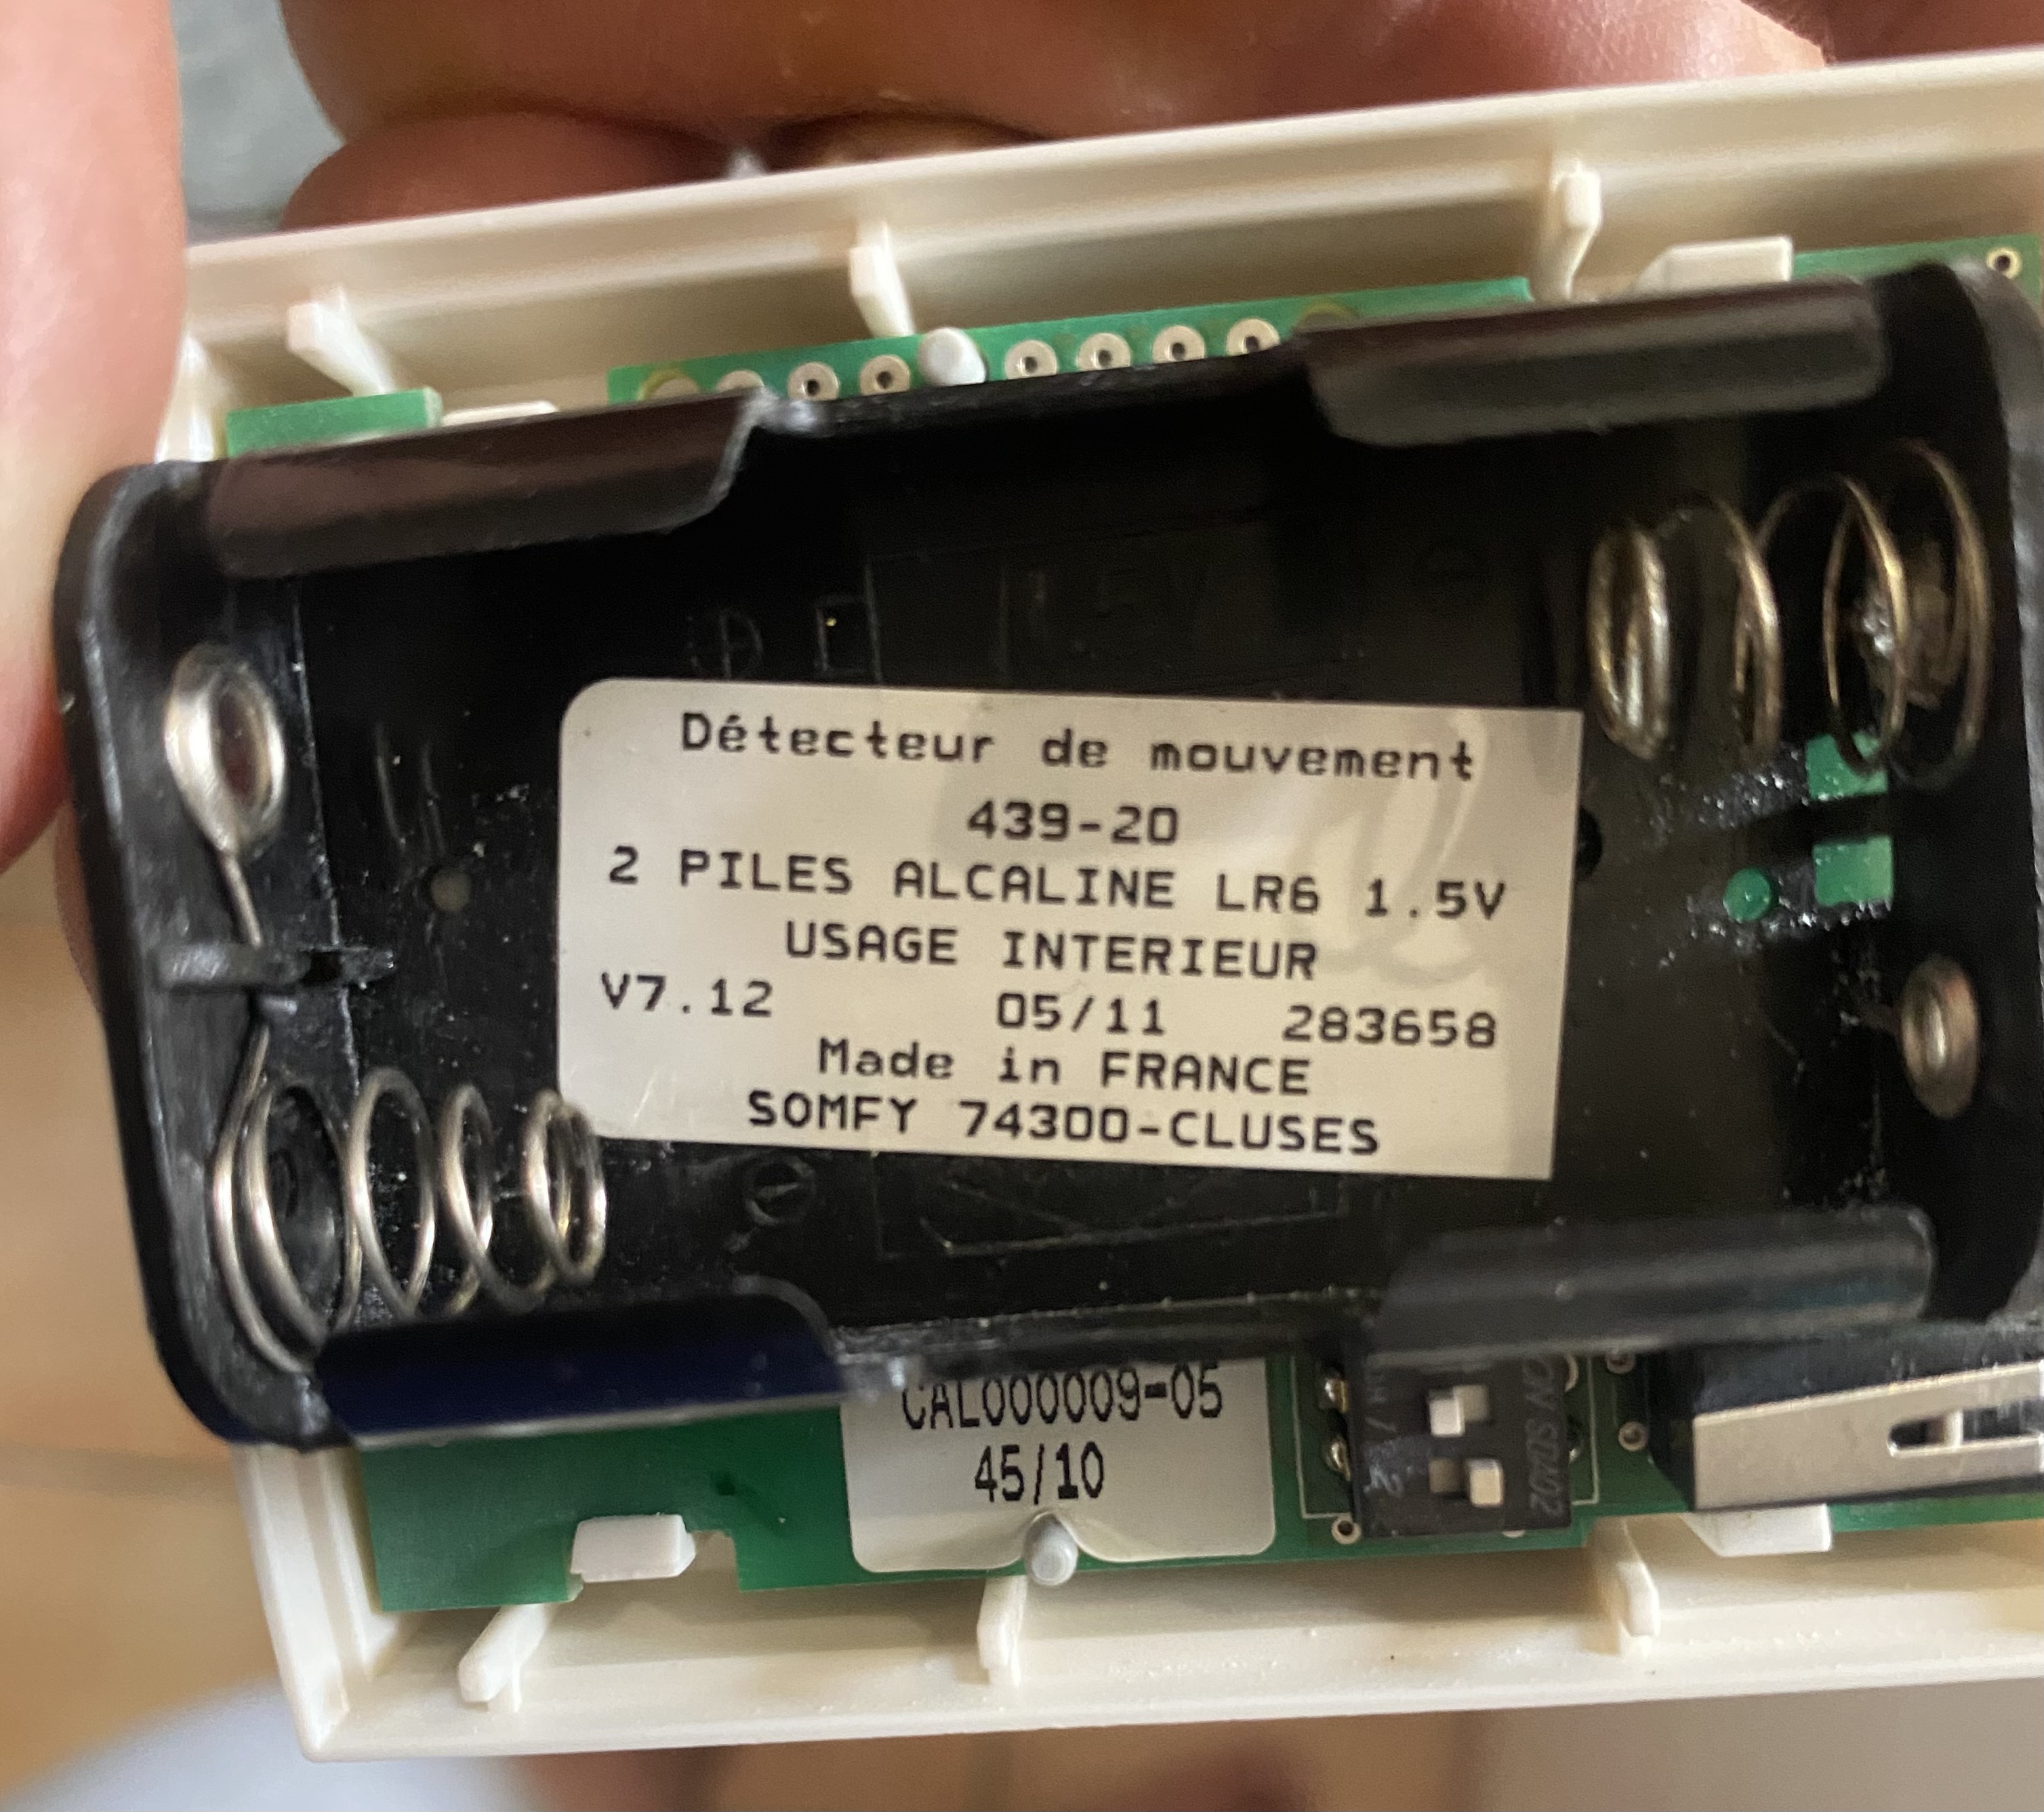 Détecteur de mouvement
439-20
2 PILES ALCALINE LR6 1.5V
USAGE INTERIEUR
V7.12 05/11 283658
Made in FRANCE
SOMFY 74300-CLUSES
CAL000009-05
45/10